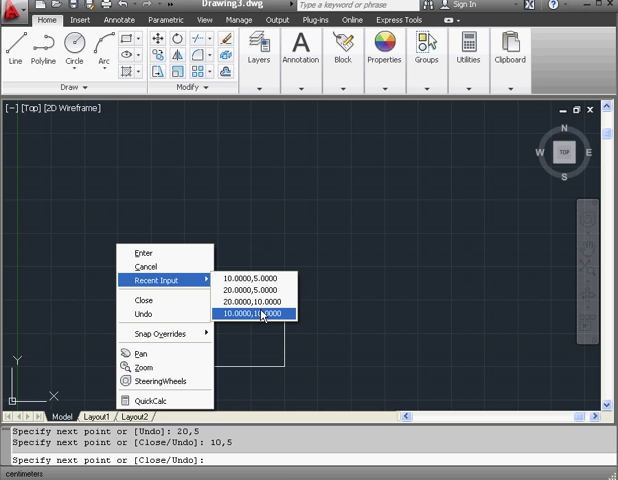 Drawing3.dwg
Type a keyword or phrase
Sign In
Home Insert Annotate Parametric View Manage Output Plug-ins Online Express Tools
Line Polyline Circle Arc
Layers Annotation Block Properties Groups Utilities Clipboard
Draw Modify
[−] [Top] [2D Wireframe]
N
W TOP E
S
Enter
Cancel
Recent Input
Close
Undo
Snap Overrides
Pan
Zoom
SteeringWheels
QuickCalc
10.0000,5.0000
20.0000,5.0000
20.0000,10.0000
10.0000,10.0000
Y
X
Model Layout1 Layout2
Specify next point or [Undo]: 20,5
Specify next point or [Close/Undo]: 10,5
Specify next point or [Close/Undo]:
centimeters